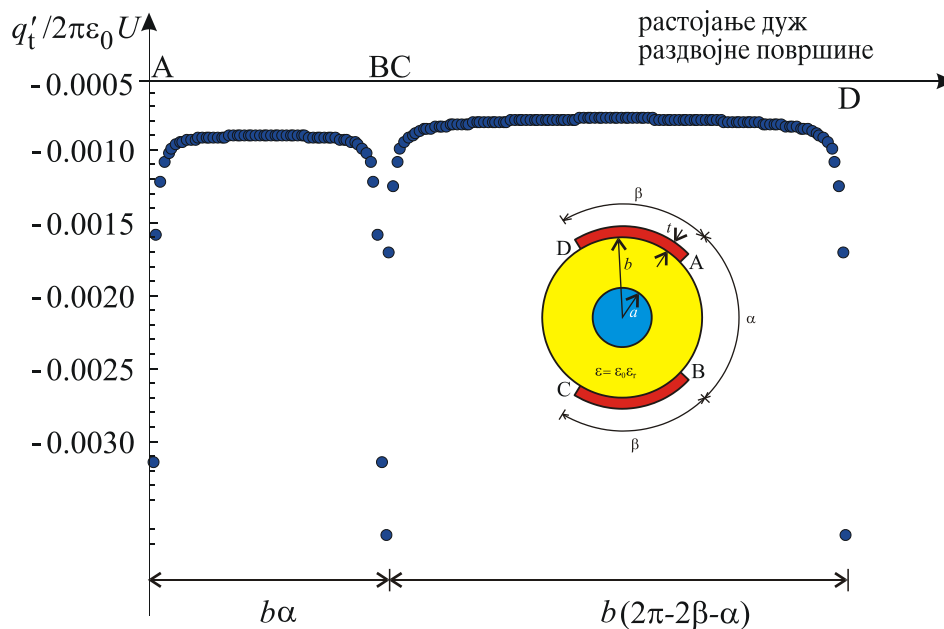 q′t/2πε0U
растојање дуж
раздвојне површине
A
BC
D
-0.0005
-0.0010
-0.0015
-0.0020
-0.0025
-0.0030
β
t
D
A
b
a
α
ε= ε0εr
B
C
β
bα
b(2π-2β-α)